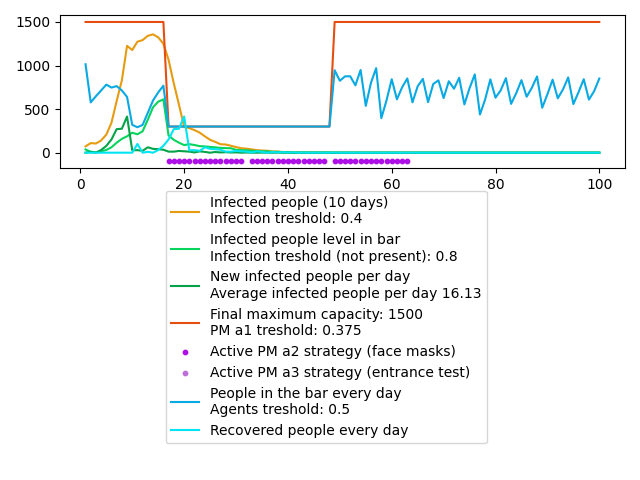 1500
1000
500
0
0 20 40 60 80 100
Infected people (10 days)
Infection treshold: 0.4
Infected people level in bar
Infection treshold (not present): 0.8
New infected people per day
Average infected people per day 16.13
Final maximum capacity: 1500
PM a1 treshold: 0.375
Active PM a2 strategy (face masks)
Active PM a3 strategy (entrance test)
People in the bar every day
Agents treshold: 0.5
Recovered people every day